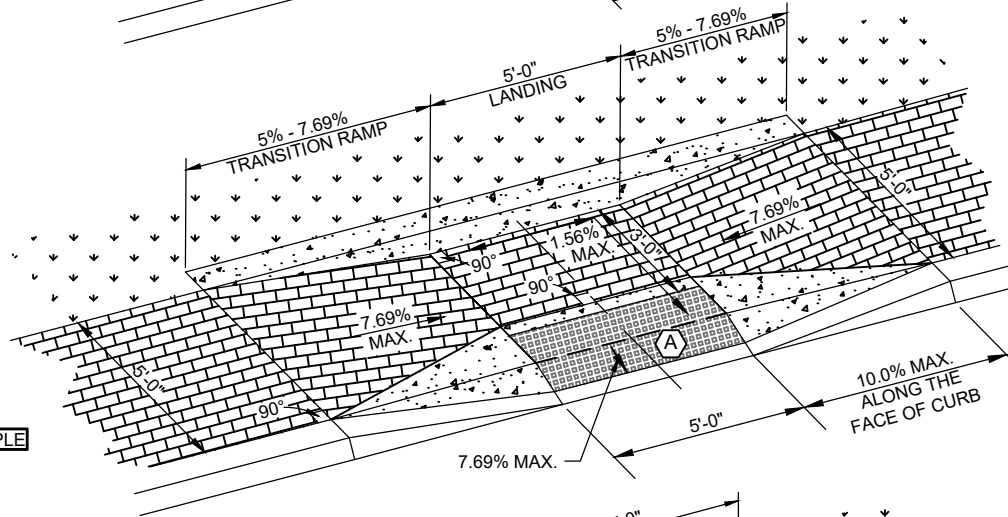 5% - 7.69%
TRANSITION RAMP
5'-0"
LANDING
5% - 7.69%
TRANSITION RAMP
5'-0"
7.69%
MAX.
1.56%
MAX.
3'-0"
90°
90°
7.69%
MAX.
A
5'-0"
90°
10.0% MAX.
ALONG THE
FACE OF CURB
5'-0"
7.69% MAX.